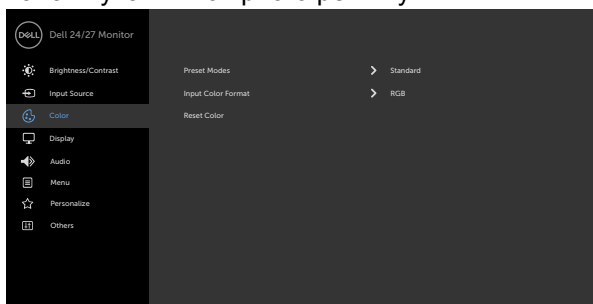 DELL
Dell 24/27 Monitor
Brightness/Contrast
Input Source
Color
Display
Audio
Menu
Personalize
Others
Preset Modes Standard
Input Color Format RGB
Reset Color